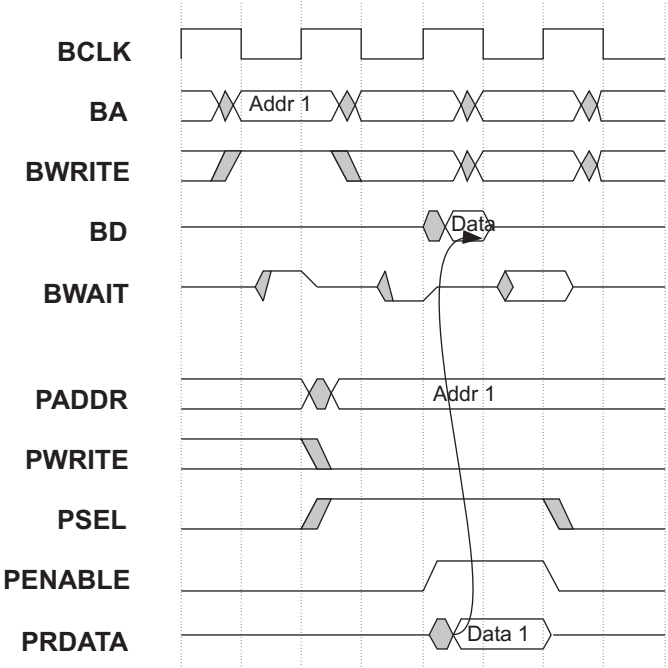 BCLK
BA Addr 1
BWRITE
BD Data
BWAIT
PADDR Addr 1
PWRITE
PSEL
PENABLE
PRDATA Data 1